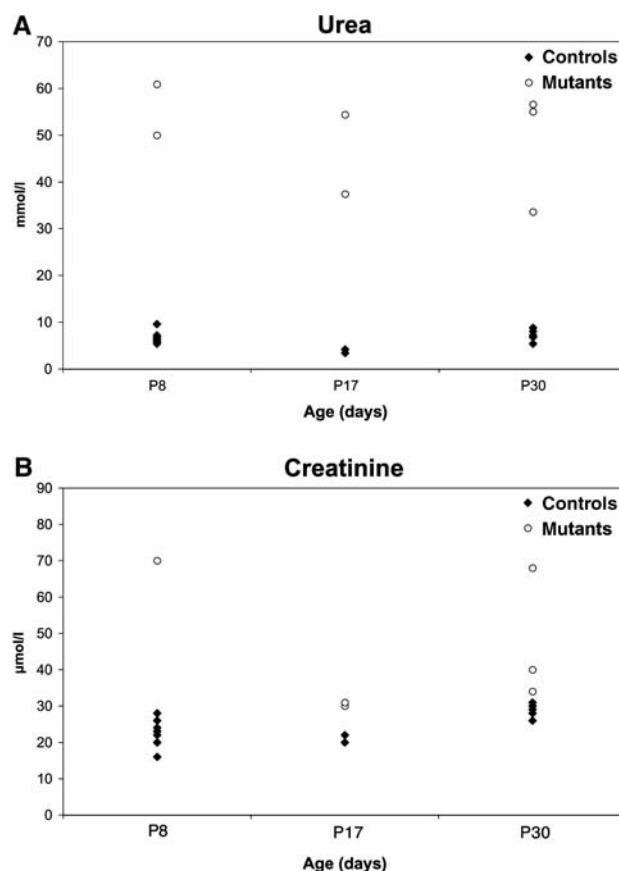 A
Urea
70
60
50
40
30
20
10
0
mmol/l
◆ Controls
○ Mutants
P8 P17 P30
Age (days)
B
Creatinine
90
80
70
60
50
40
30
20
10
0
µmol/l
◆ Controls
○ Mutants
P8 P17 P30
Age (days)